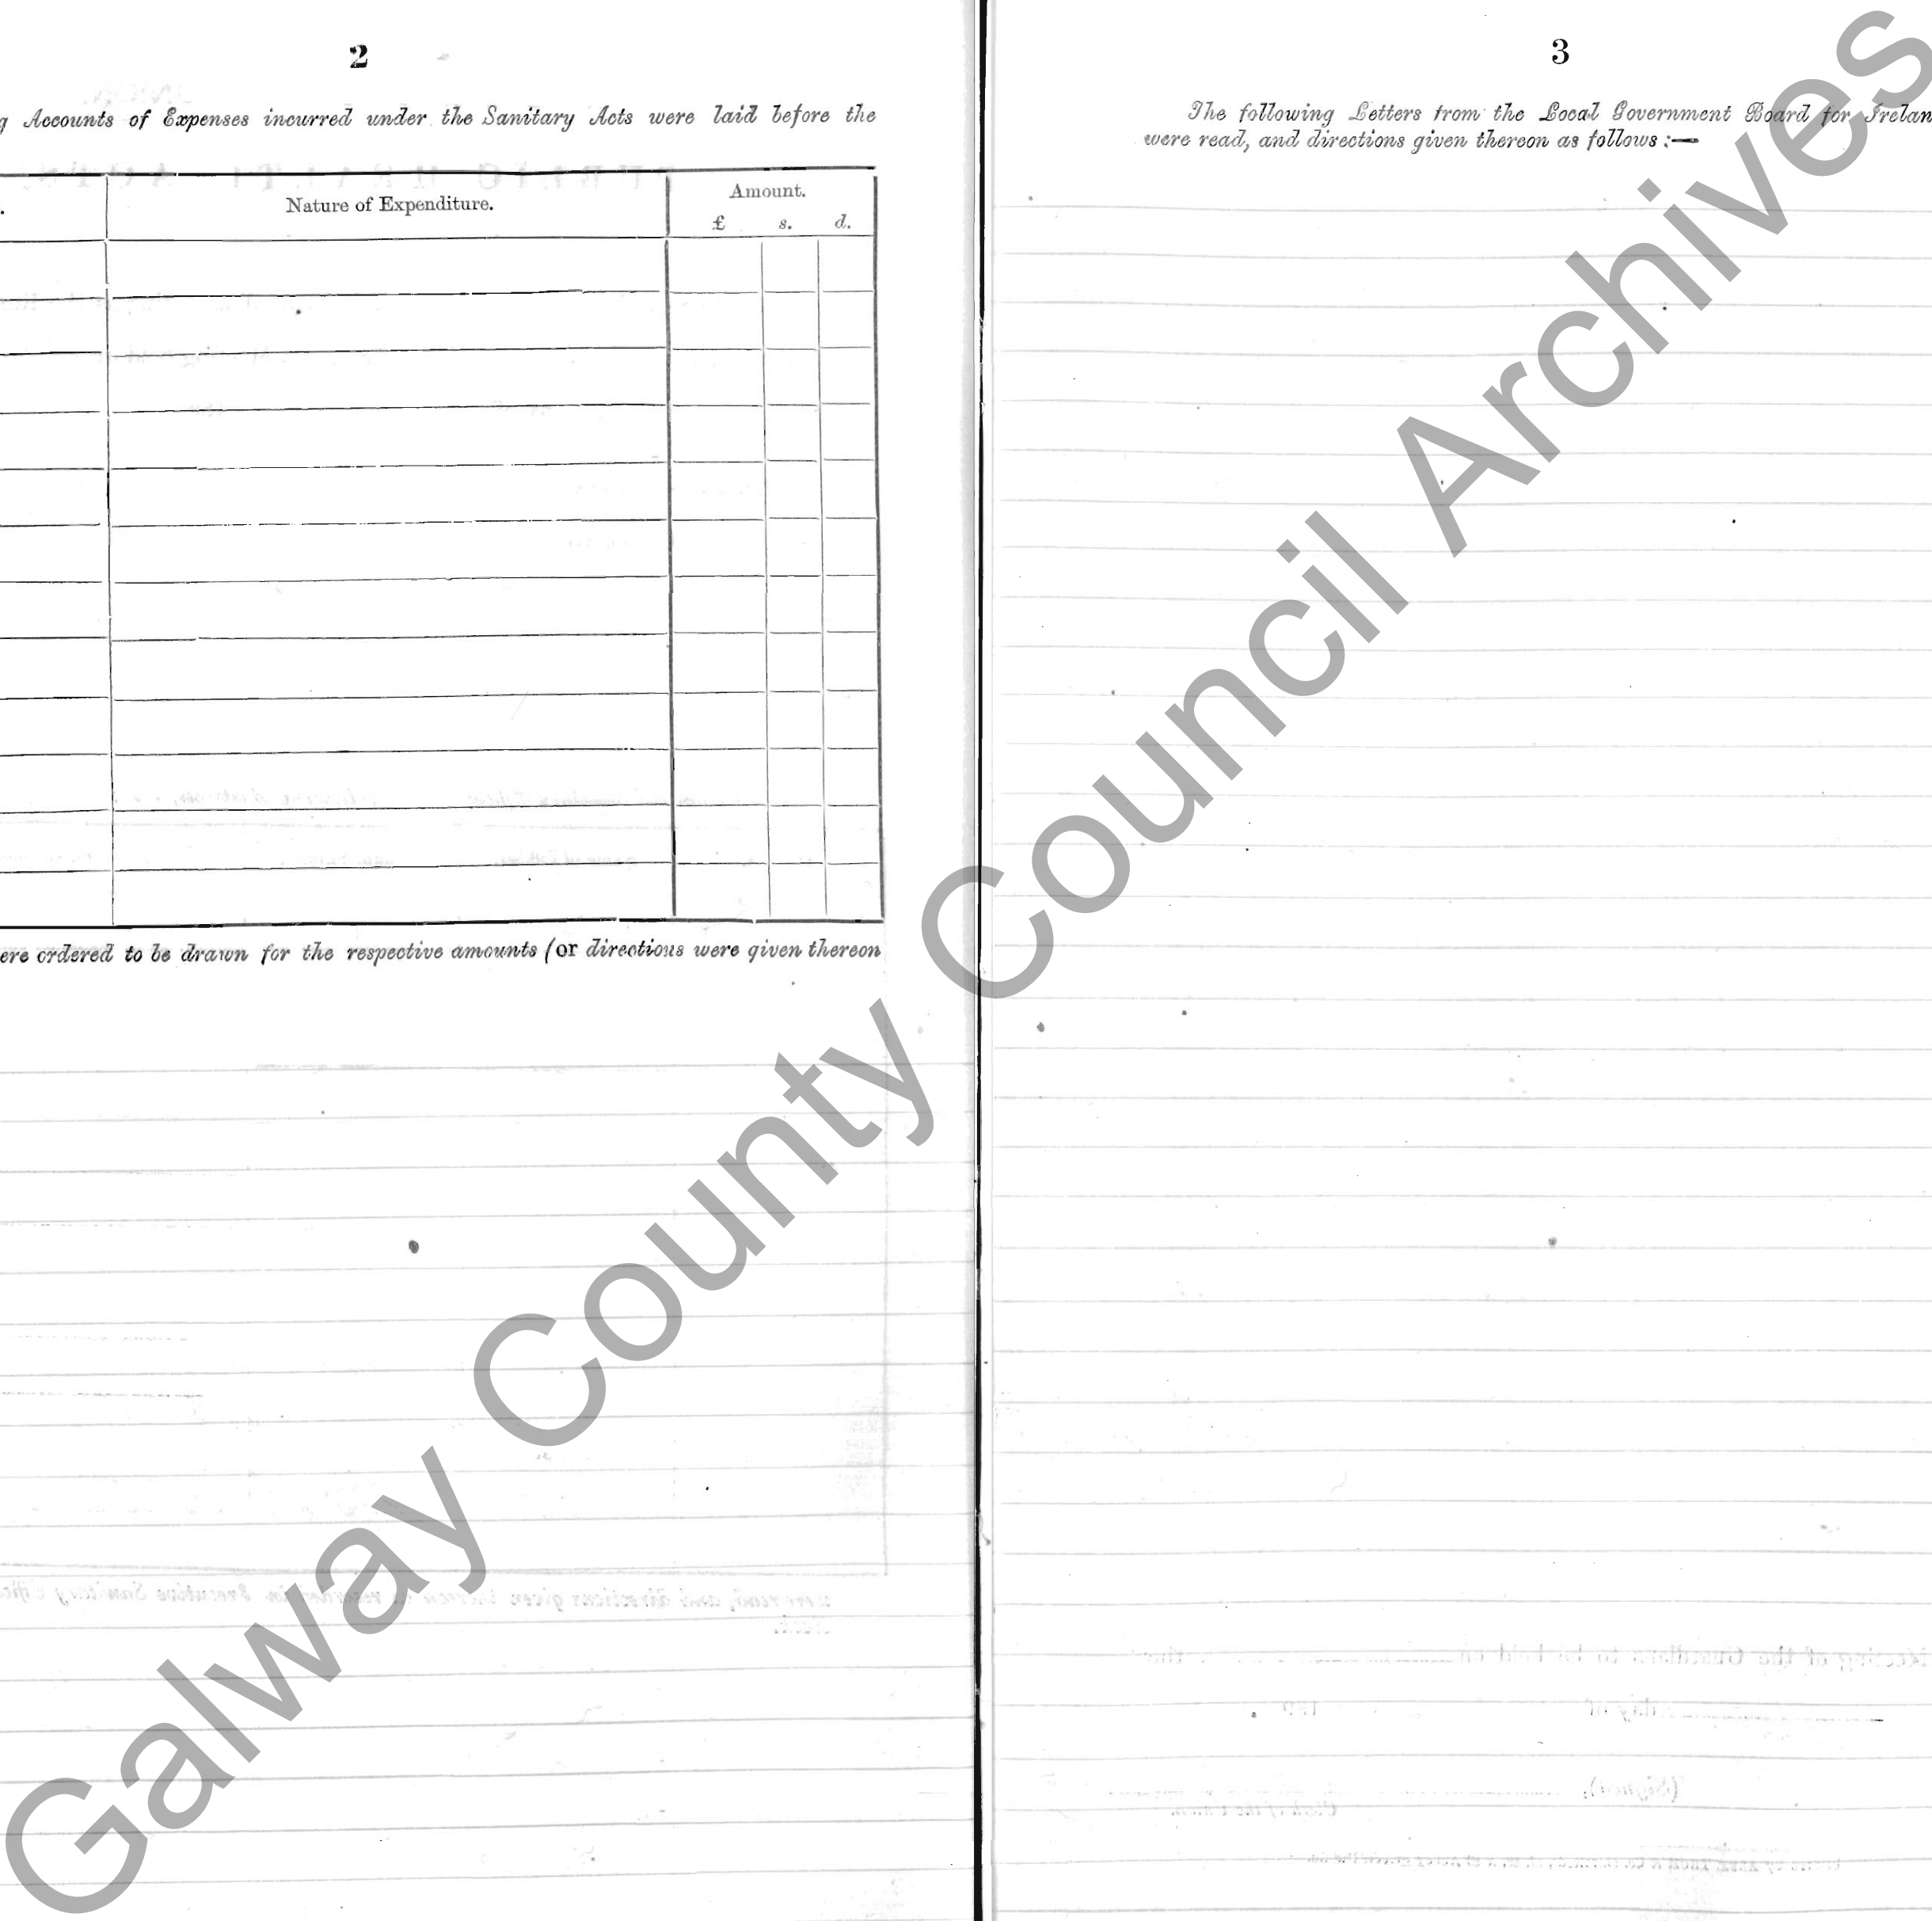 2
Accounts of Expenses incurred under the Sanitary Acts were laid before the
Nature of Expenditure.
Amount.
£ s. d.
ordered to be drawn for the respective amounts (or directions were given thereon
3
The following Letters from the Local Government Board for
were read, and directions given thereon as follows :—
Galway County Council Archives